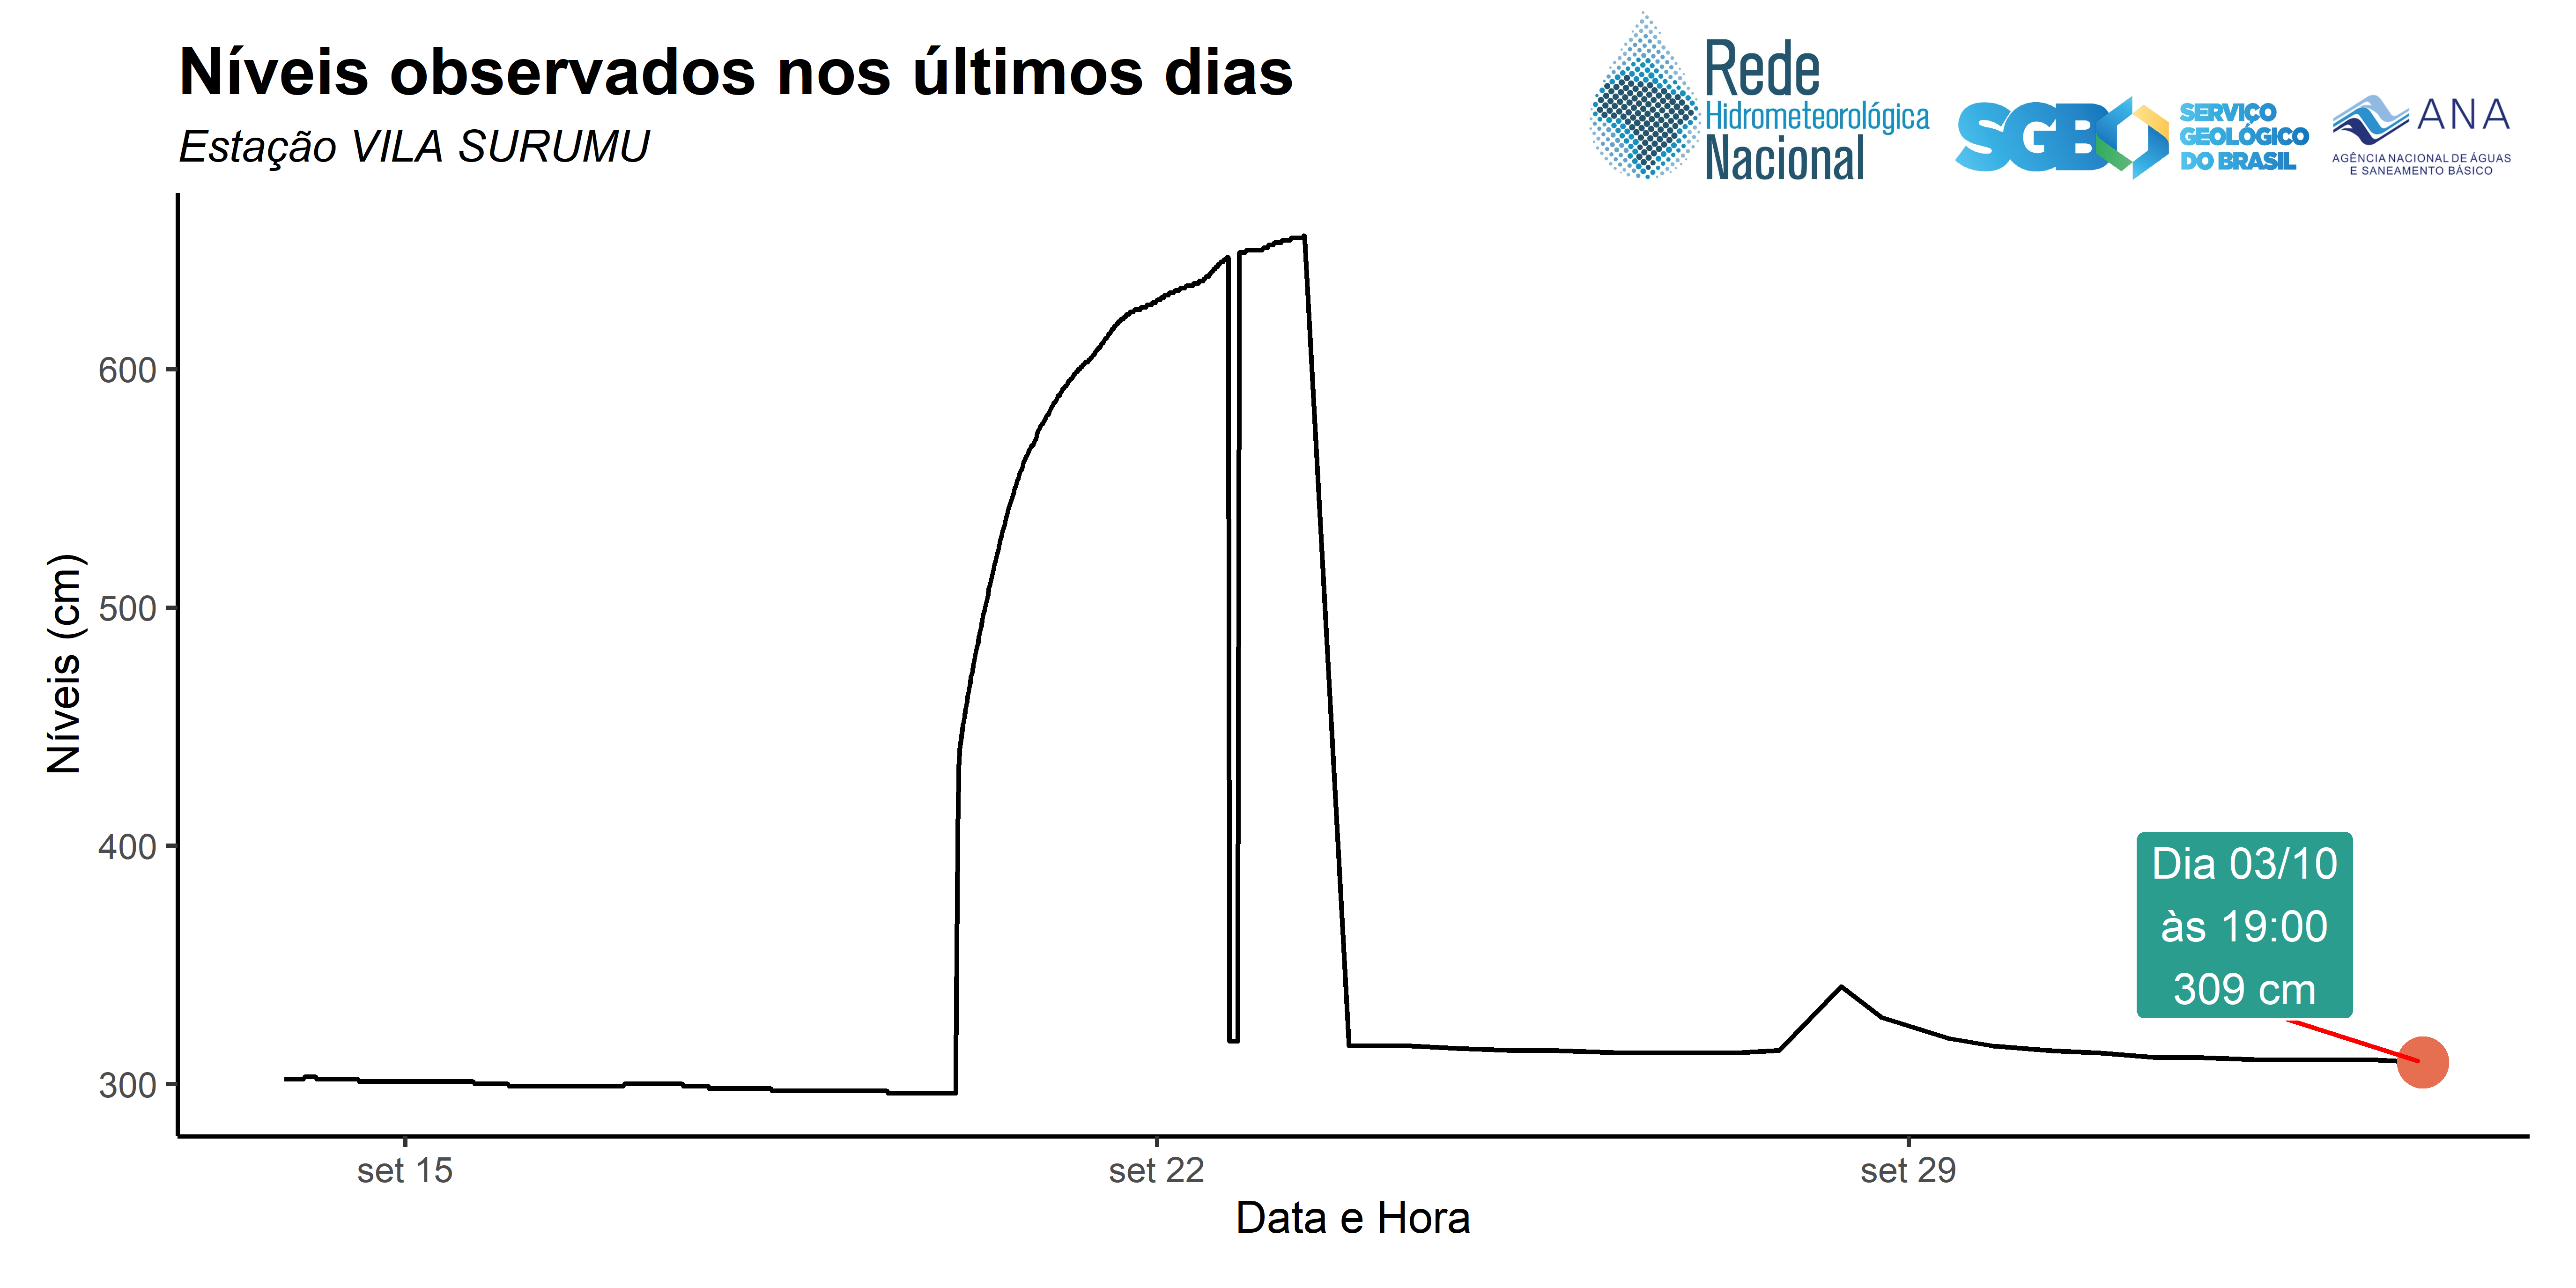 Níveis observados nos últimos dias
Estação VILA SURUMU
Rede
Hidrometeorológica
Nacional
SGB
SERVIÇO
GEOLÓGICO
DO BRASIL
ANA
AGÊNCIA NACIONAL DE ÁGUAS
E SANEAMENTO BÁSICO
Níveis (cm)
600
500
400
300
Dia 03/10
às 19:00
309 cm
set 15
set 22
set 29
Data e Hora